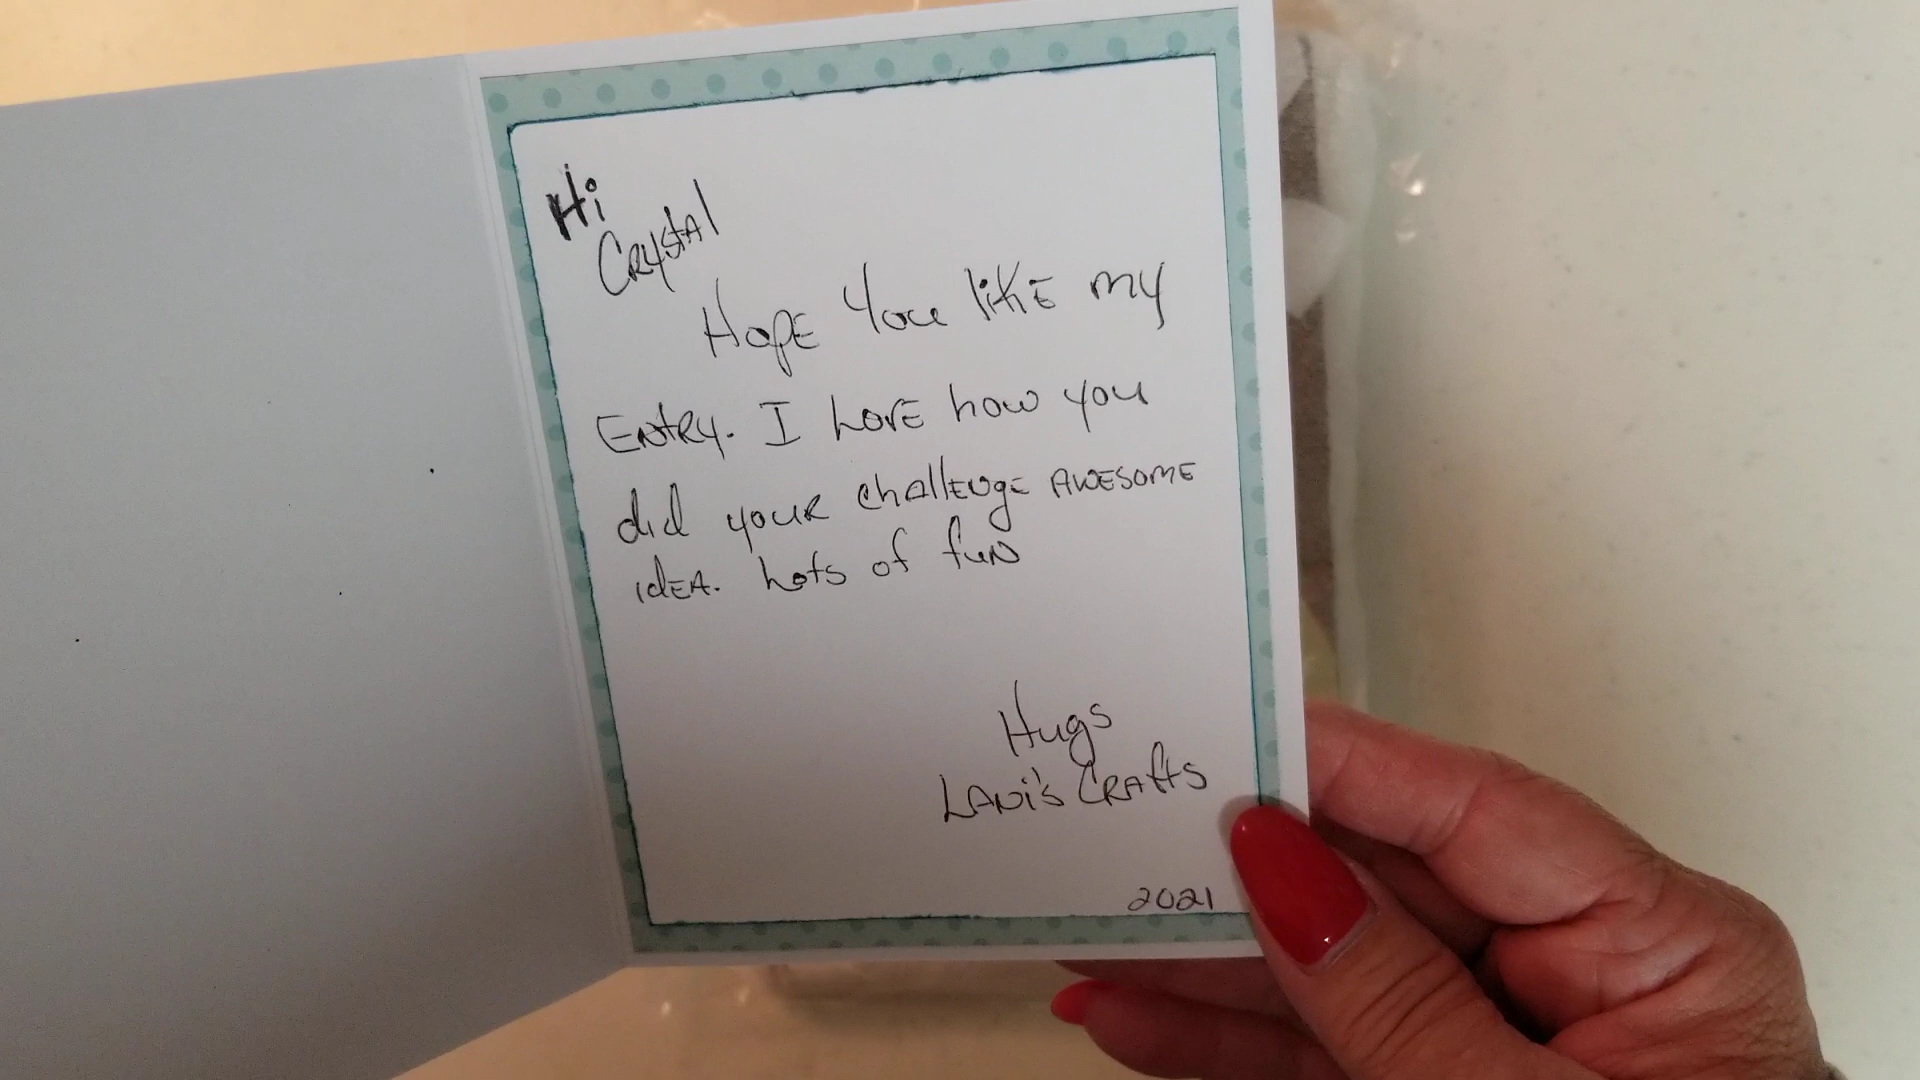 Hi
Crystal
Hope You like my
Entry. I Love how you
did your challenge AWESOME
idEA. Lots of fun
Hugs
LANi's CRAfts
2021